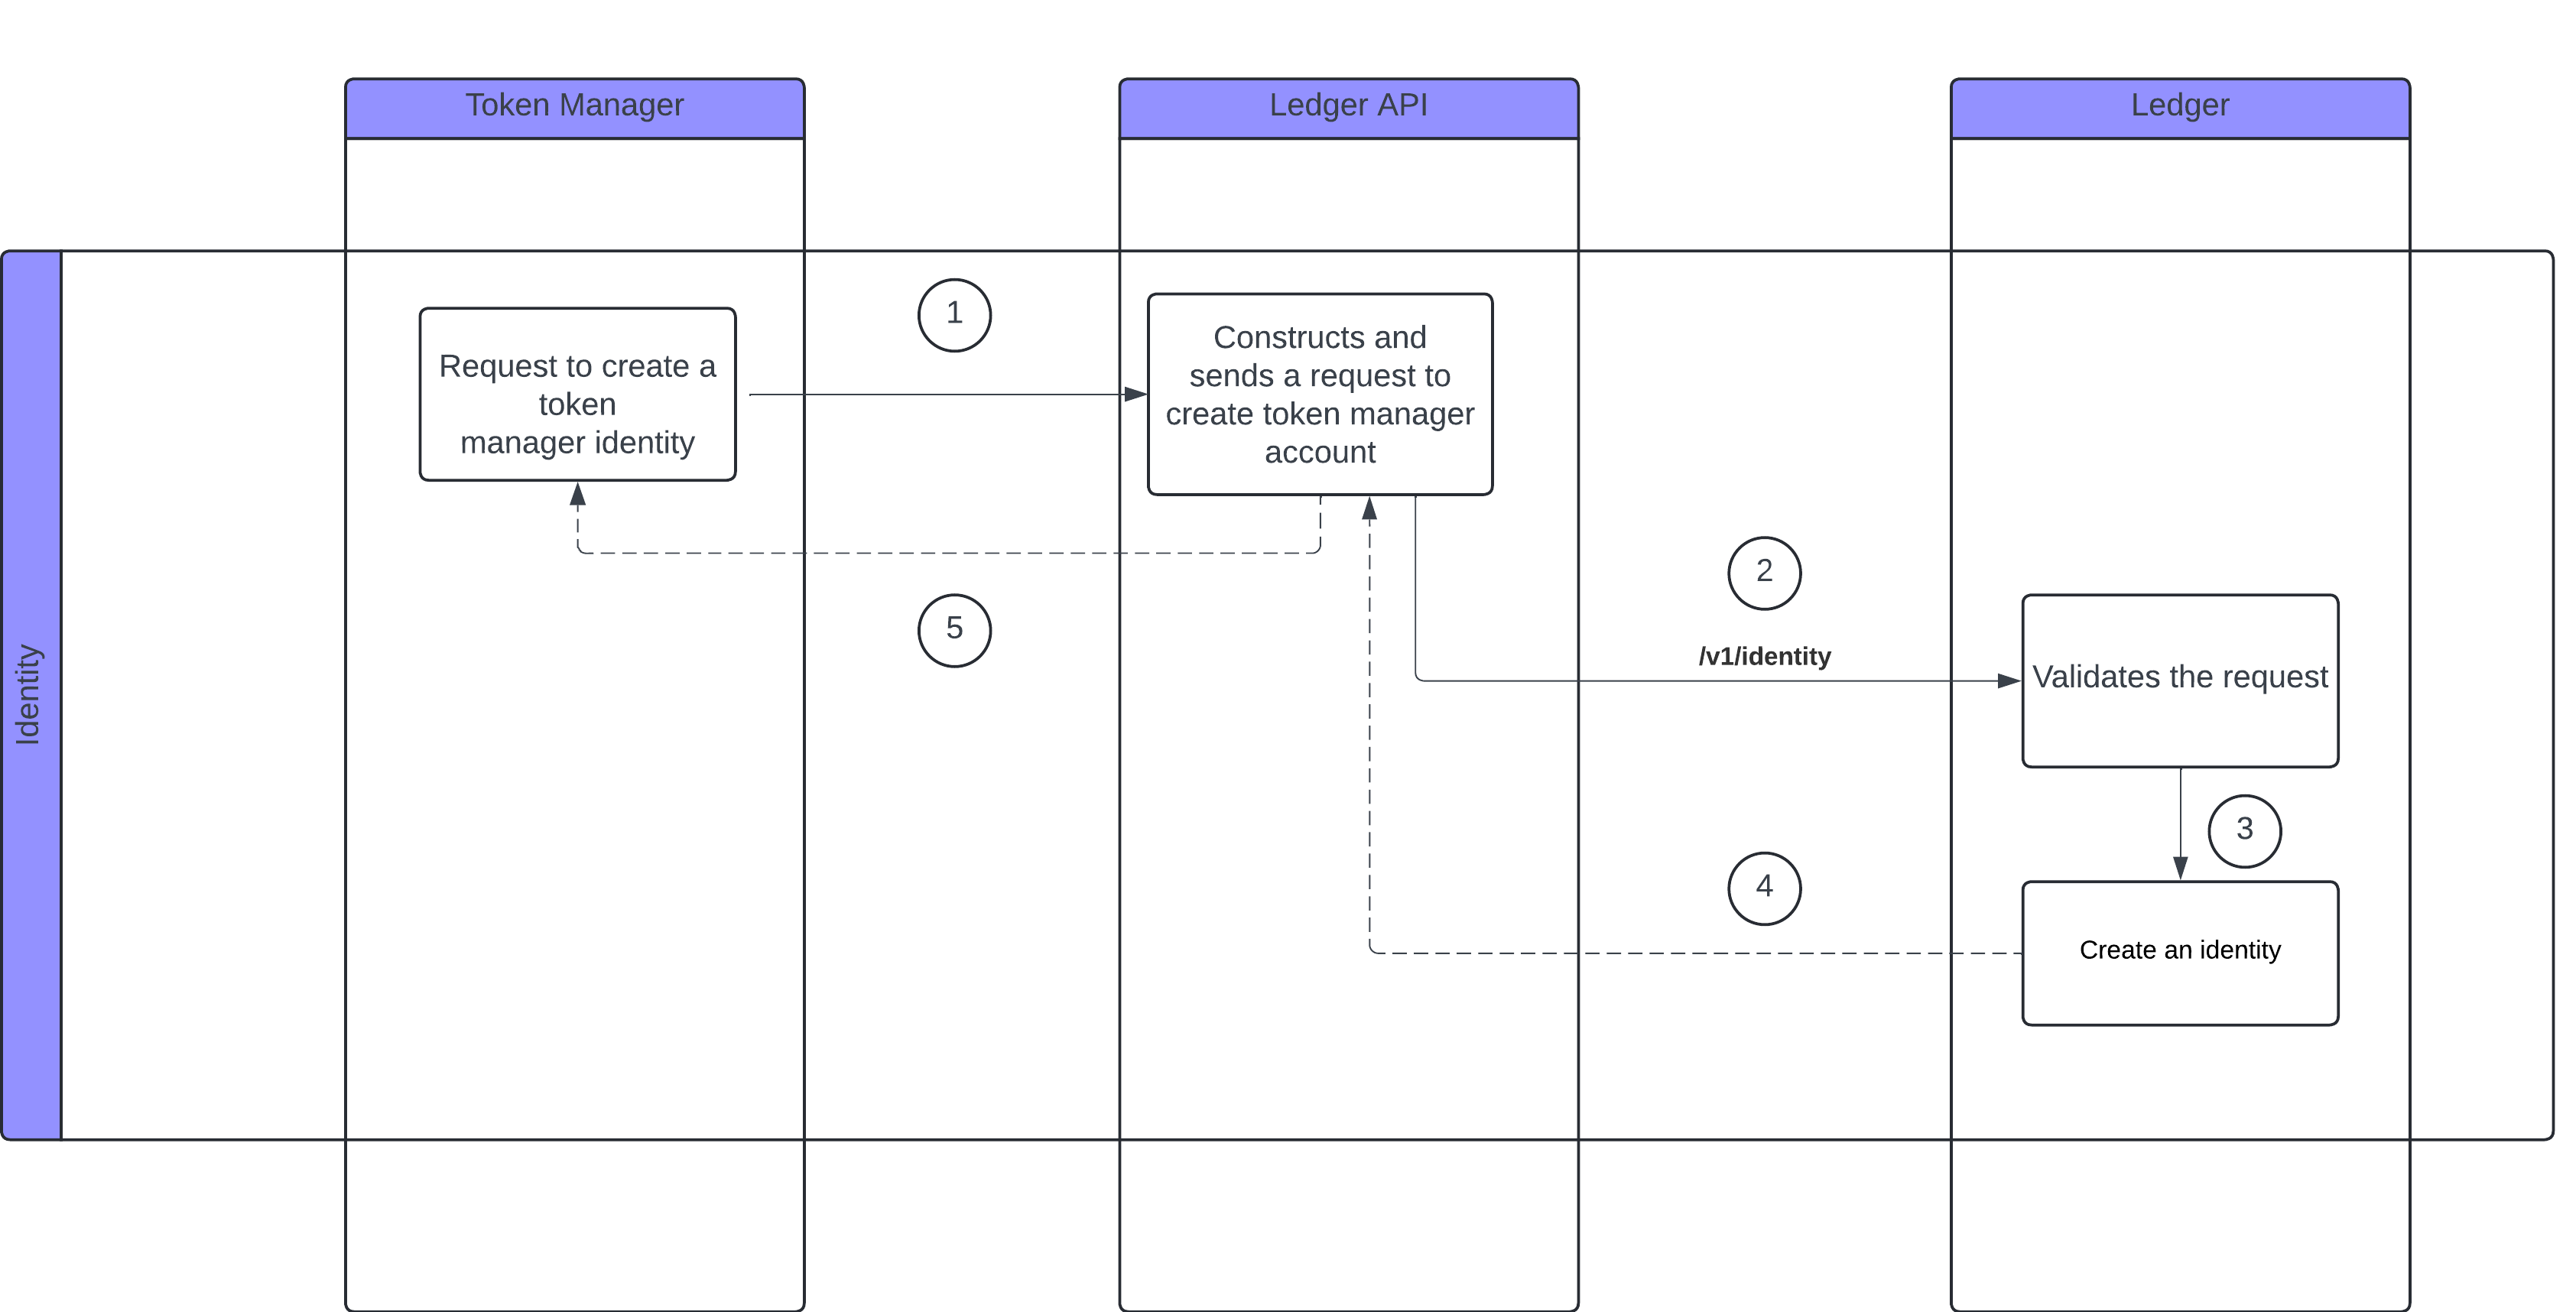 Token Manager
Ledger API
Ledger
Identity
1
Request to create a
token
manager identity
Constructs and
sends a request to
create token manager
account
2
/v1/identity
5
Validates the request
3
4
Create an identity